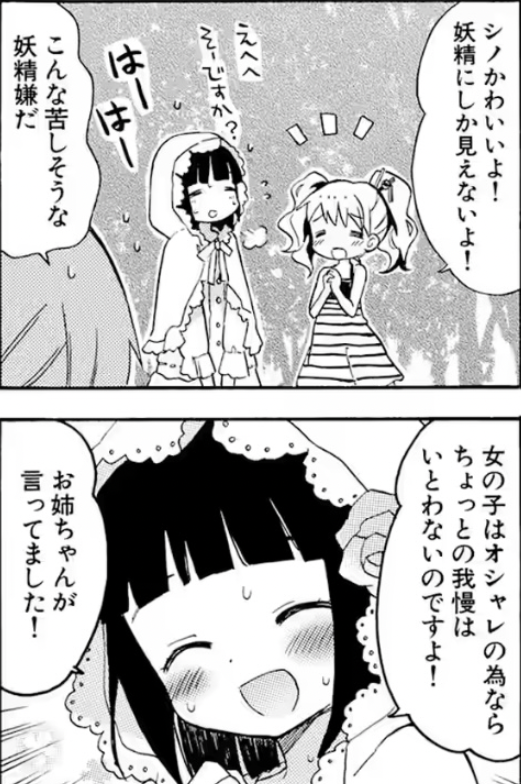 シノかわいいよ！
妖精にしか見えないよ！
えへへ
そーですか？
はー
はー
こんな苦しそうな
妖精嫌だ
女の子はオシャレの為なら
ちょっとの我慢は
いとわないのですよ！
お姉ちゃんが
言ってました！